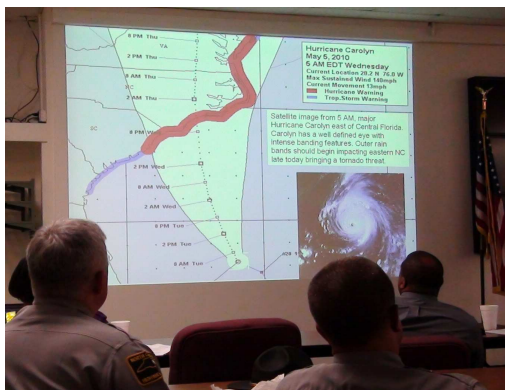 8 PM Thu
VA
2 PM Thu
8 AM Thu
NC
2 AM Thu
SC
8 PM Wed
2 PM Wed
8 AM Wed
2 AM Wed
8 PM Tue
2 PM Tue
8 AM Tue
Hurricane Carolyn
May 5, 2010
5 AM EDT Wednesday
Current Location 28.2 N 76.0 W
Max Sustained Wind 140mph
Current Movement 13mph
Hurricane Warning
Trop.Storm Warning
Satellite image from 5 AM, major
Hurricane Carolyn east of Central Florida.
Carolyn has a well defined eye with
intense banding features. Outer rain
bands should begin impacting eastern NC
late today bringing a tornado threat.